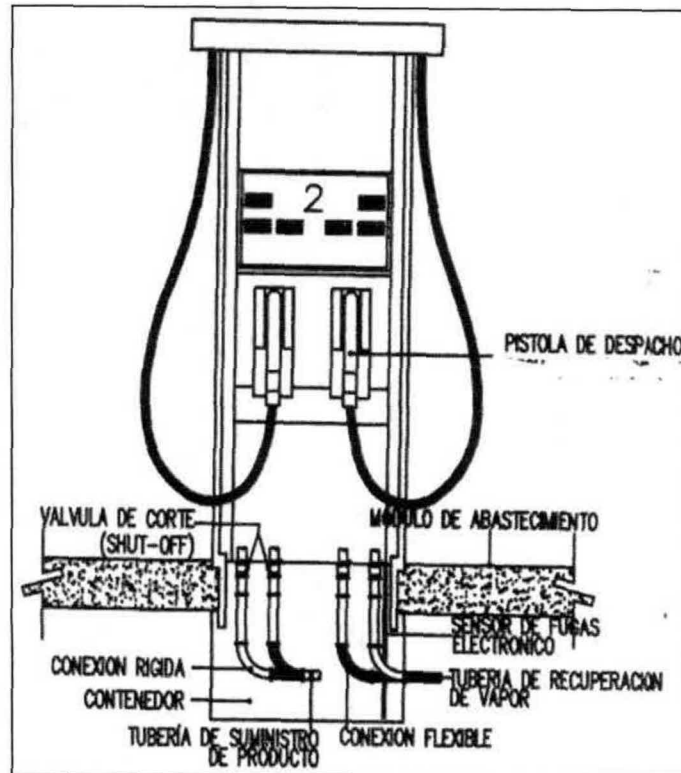 2
PISTOLA DE DESPACHO
VALVULA DE CORTE
(SHUT-OFF)
MODULO DE ABASTECIMIENTO
SENSOR DE FUGAS
ELECTRONICO
CONEXION RIGIDA
TUBERIA DE RECUPERACION
DE VAPOR
CONTENEDOR
TUBERÍA DE SUMINISTRO
DE PRODUCTO
CONEXION FLEXIBLE